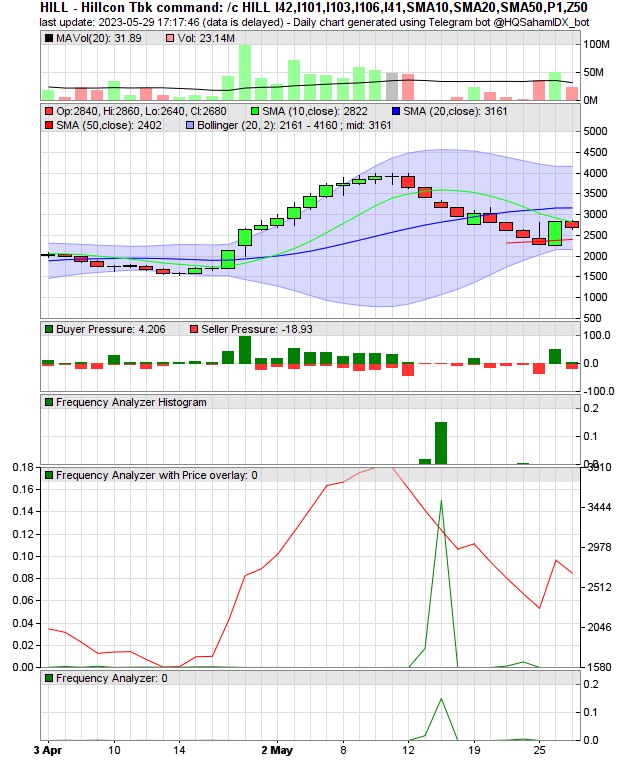 HILL - Hillcon Tbk command: /c HILL I42,I101,I103,I106,I41,SMA10,SMA20,SMA50,P1,Z50
last update: 2023-05-29 17:17:46 (data is delayed) - Daily chart generated using Telegram bot @HQSahamIDX_bot
MAVol(20): 31.89 Vol: 23.14M
100M
50M
0M
Op:2840, Hi:2860, Lo:2640, Cl:2680 SMA (10,close): 2822 SMA (20,close): 3161
SMA (50,close): 2402 Bollinger (20, 2): 2161 - 4160 ; mid: 3161
5000
4500
4000
3500
3000
2500
2000
1500
1000
500
Buyer Pressure: 4.206 Seller Pressure: -18.93
100.0
0.0
-100.0
Frequency Analyzer Histogram
0.2
0.1
0.0
Frequency Analyzer with Price overlay: 0
0.18 3910
0.16
0.14 3444
0.12
0.10 2978
0.08
0.06 2512
0.04 2046
0.02
0.00 1580
Frequency Analyzer: 0
0.2
0.1
0.0
3 Apr 10 14 2 May 8 12 19 25